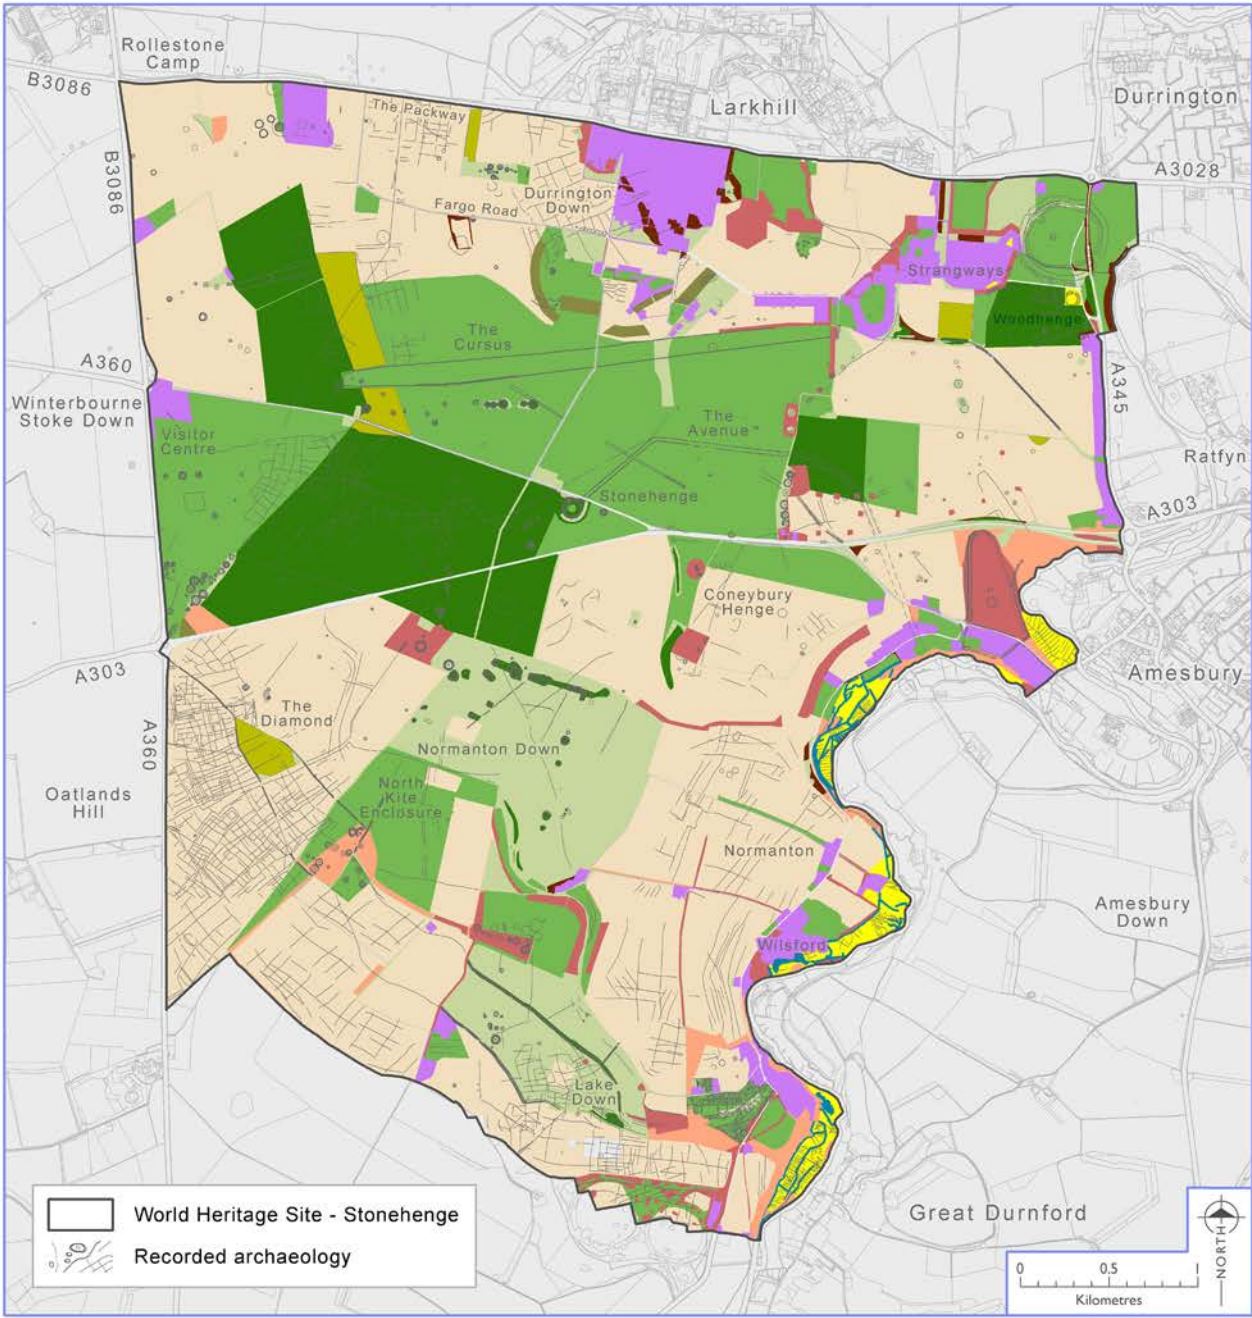 Rollestone
Camp
B3086
Larkhill
Durrington
The Packway
A3028
B3086
Durrington
Down
Fargo Road
Strangways
Woodhenge
The
Cursus
A360
A345
Winterbourne
Stoke Down
Visitor
Centre
The
Avenue
Ratfyn
Stonehenge
A303
Coneybury
Henge
A303
Amesbury
The
Diamond
A360
Normanton Down
Oatlands
Hill
North
Kite
Enclosure
Normanton
Amesbury
Down
Wilsford
Lake
Down
Great Durnford
World Heritage Site - Stonehenge
Recorded archaeology
NORTH
0 0.5 1
Kilometres